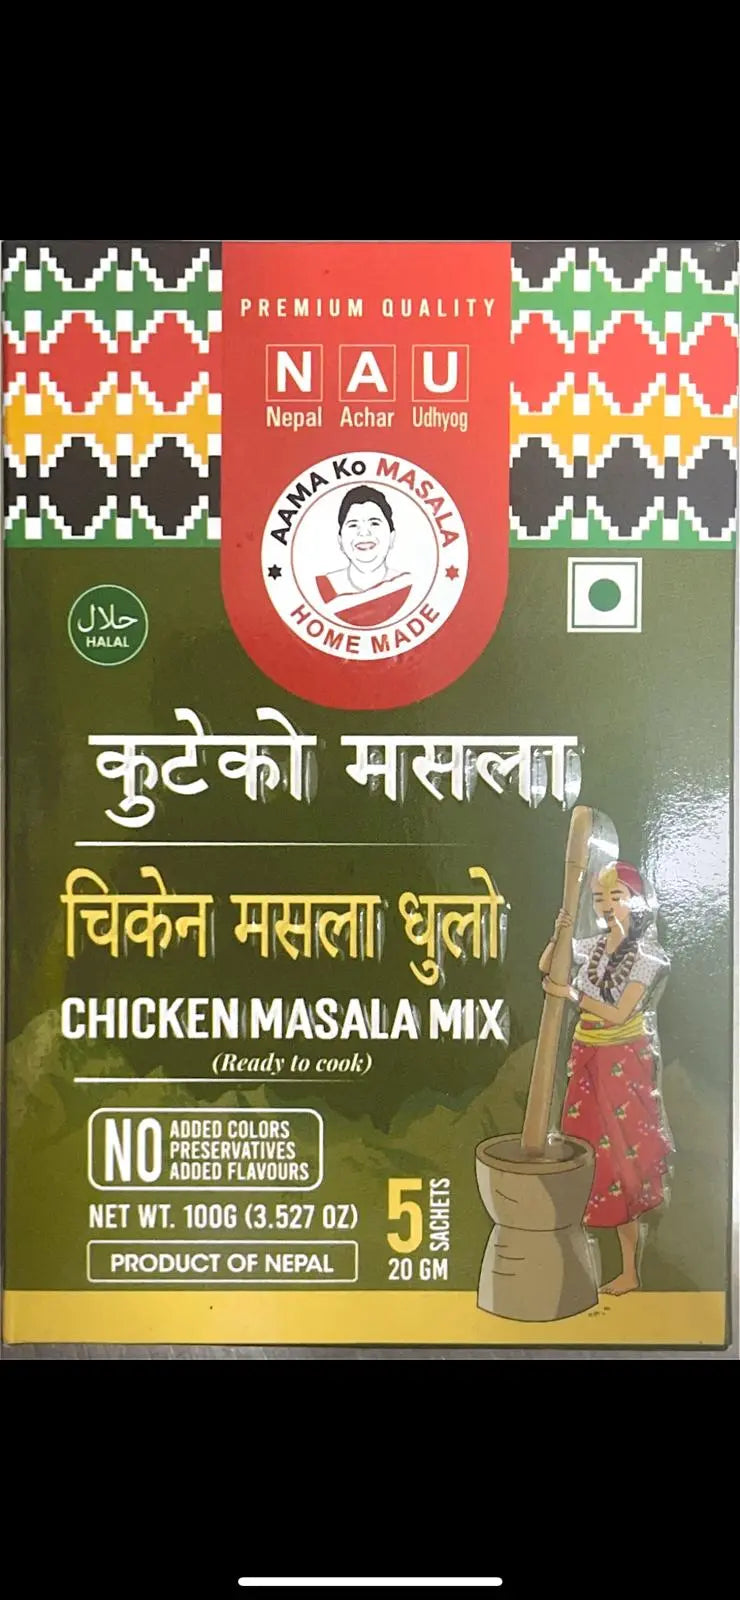 PREMIUM QUALITY
N A U
Nepal Achar Udhyog
AAMA Ko MASALA
HOME MADE
حلال
HALAL
कुटेको मसला
चिकेन मसला धुलो
CHICKEN MASALA MIX
(Ready to cook)
NO ADDED COLORS
PRESERVATIVES
ADDED FLAVOURS
NET WT. 100G (3.527 OZ)
5 SACHETS
20 GM
PRODUCT OF NEPAL